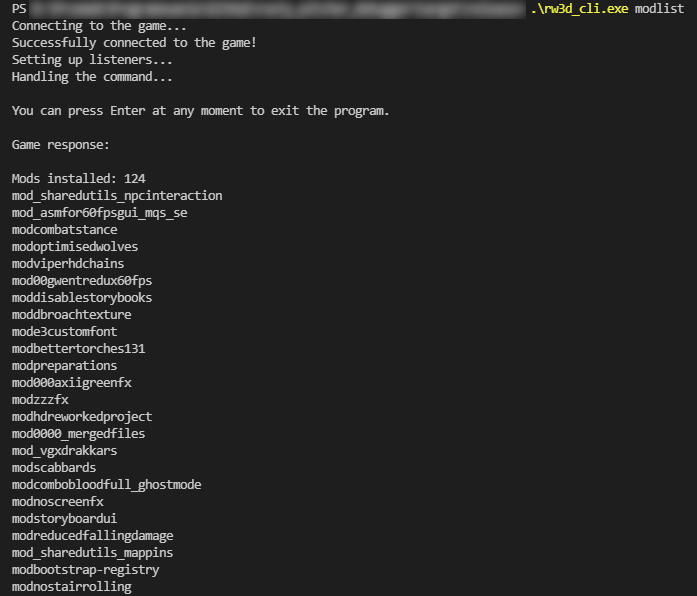 PS .\rw3d_cli.exe modlist
Connecting to the game...
Successfully connected to the game!
Setting up listeners...
Handling the command...
You can press Enter at any moment to exit the program.
Game response:
Mods installed: 124
mod_sharedutils_npcinteraction
mod_asmfor60fpsgui_mqs_se
modcombatstance
modoptimisedwolves
modviperhdchains
mod00gwentredux60fps
moddisablestorybooks
moddbroachtexture
mode3customfont
modbettertorches131
modpreparations
mod000axiigreenfx
modzzzfx
modhdreworkedproject
mod0000_mergedfiles
mod_vgxdrakkars
modscabbards
modcombobloodfull_ghostmode
modnoscreenfx
modstoryboardui
modreducedfallingdamage
mod_sharedutils_mappins
modbootstrap-registry
modnostairrolling